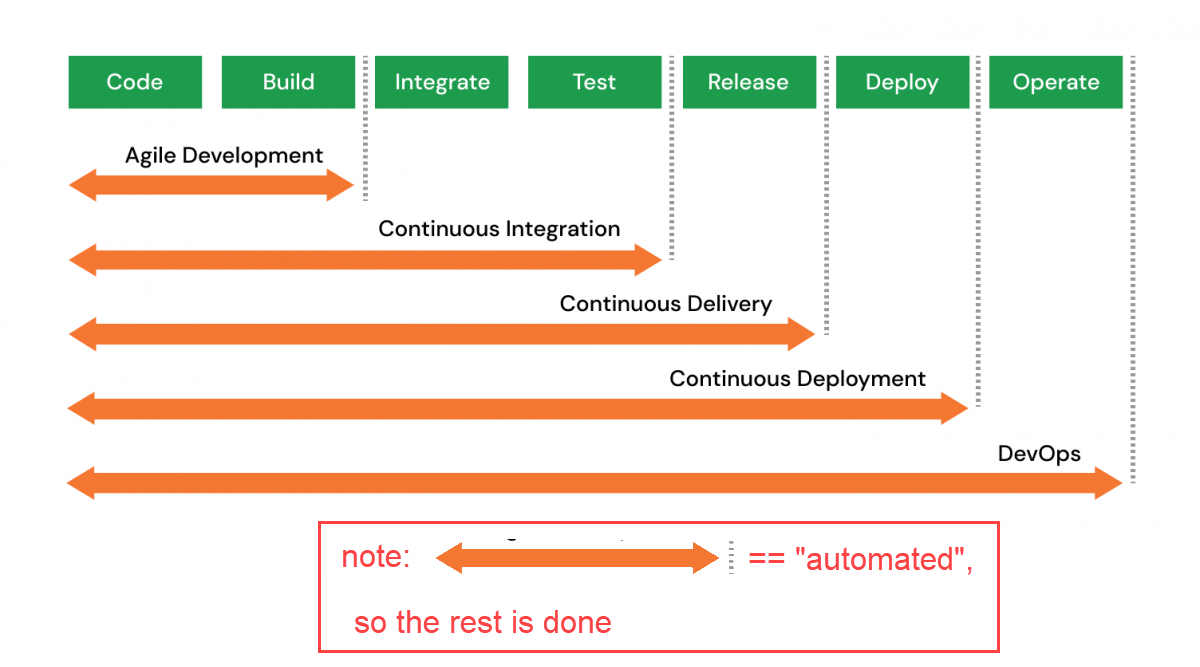 Code Build Integrate Test Release Deploy Operate
Agile Development
Continuous Integration
Continuous Delivery
Continuous Deployment
DevOps
note: == "automated",
so the rest is done